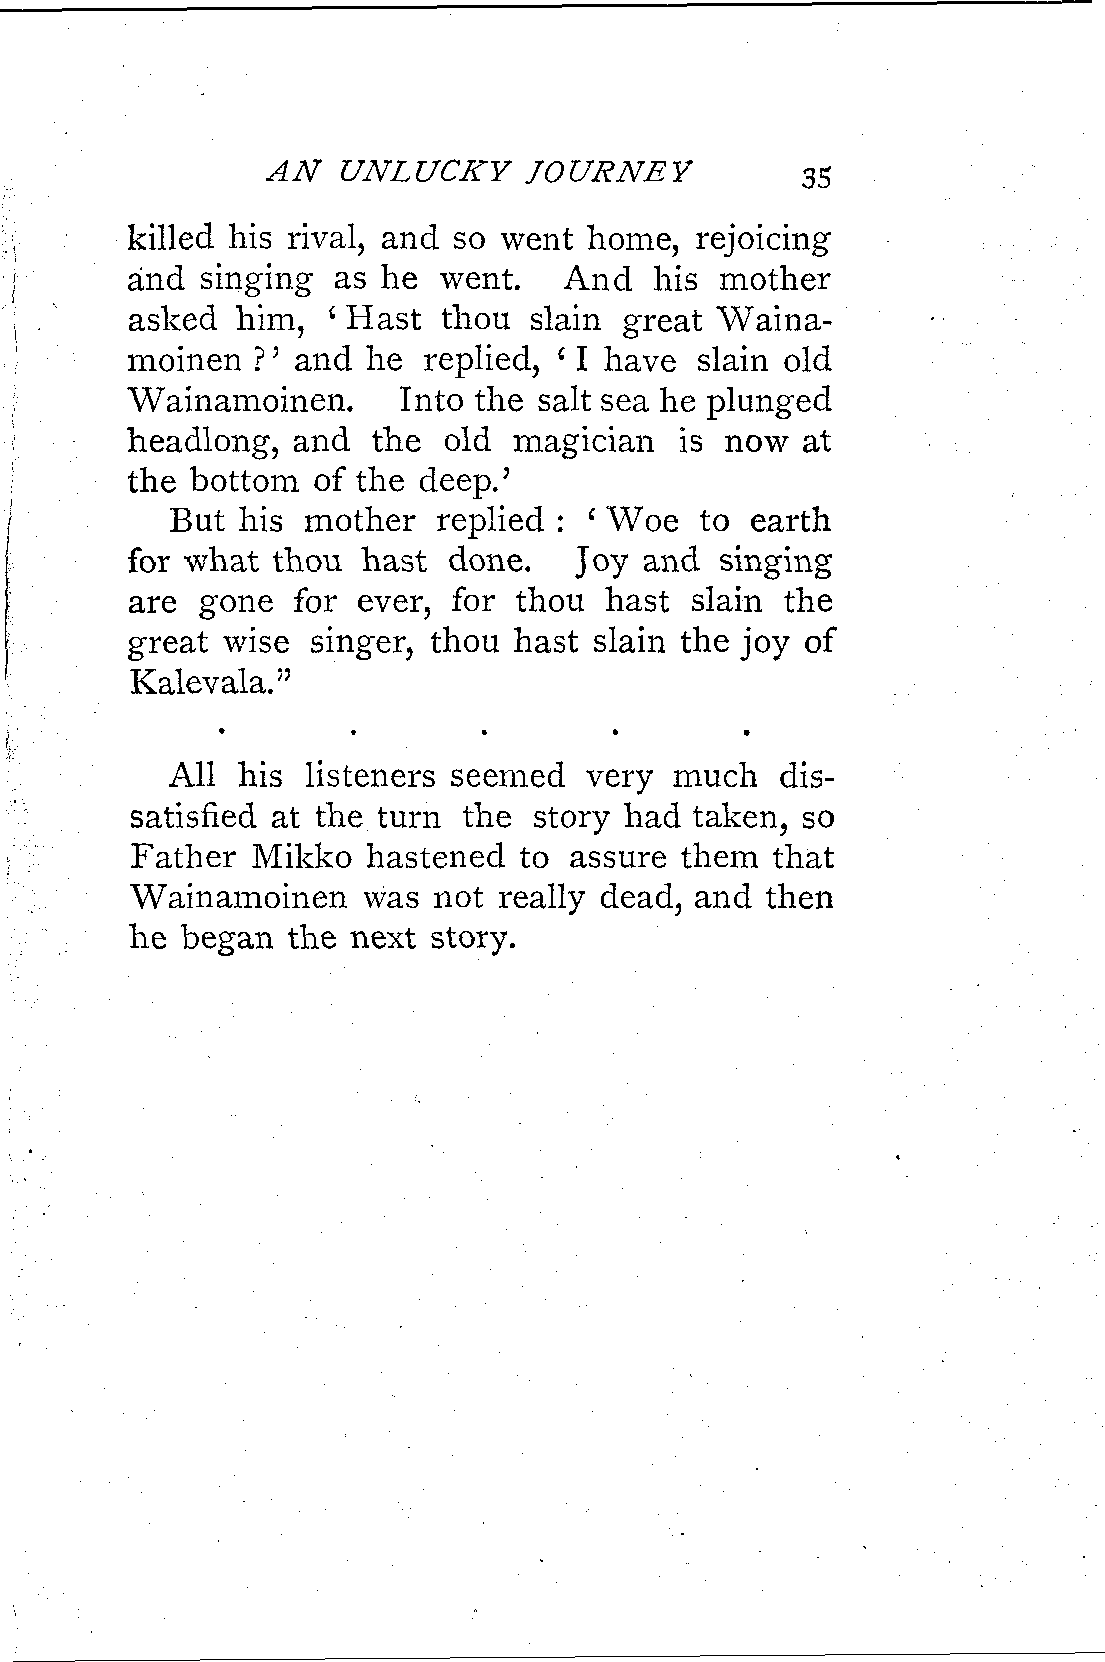 AN UNLUCKY JOURNEY 35
killed his rival, and so went home, rejoicing
and singing as he went. And his mother
asked him, ‘ Hast thou slain great Waina-
moinen ?’ and he replied, ‘ I have slain old
Wainamoinen. Into the salt sea he plunged
headlong, and the old magician is now at
the bottom of the deep.’
But his mother replied : ‘ Woe to earth
for what thou hast done. Joy and singing
are gone for ever, for thou hast slain the
great wise singer, thou hast slain the joy of
Kalevala.”
. . . . .
All his listeners seemed very much dis-
satisfied at the turn the story had taken, so
Father Mikko hastened to assure them that
Wainamoinen was not really dead, and then
he began the next story.